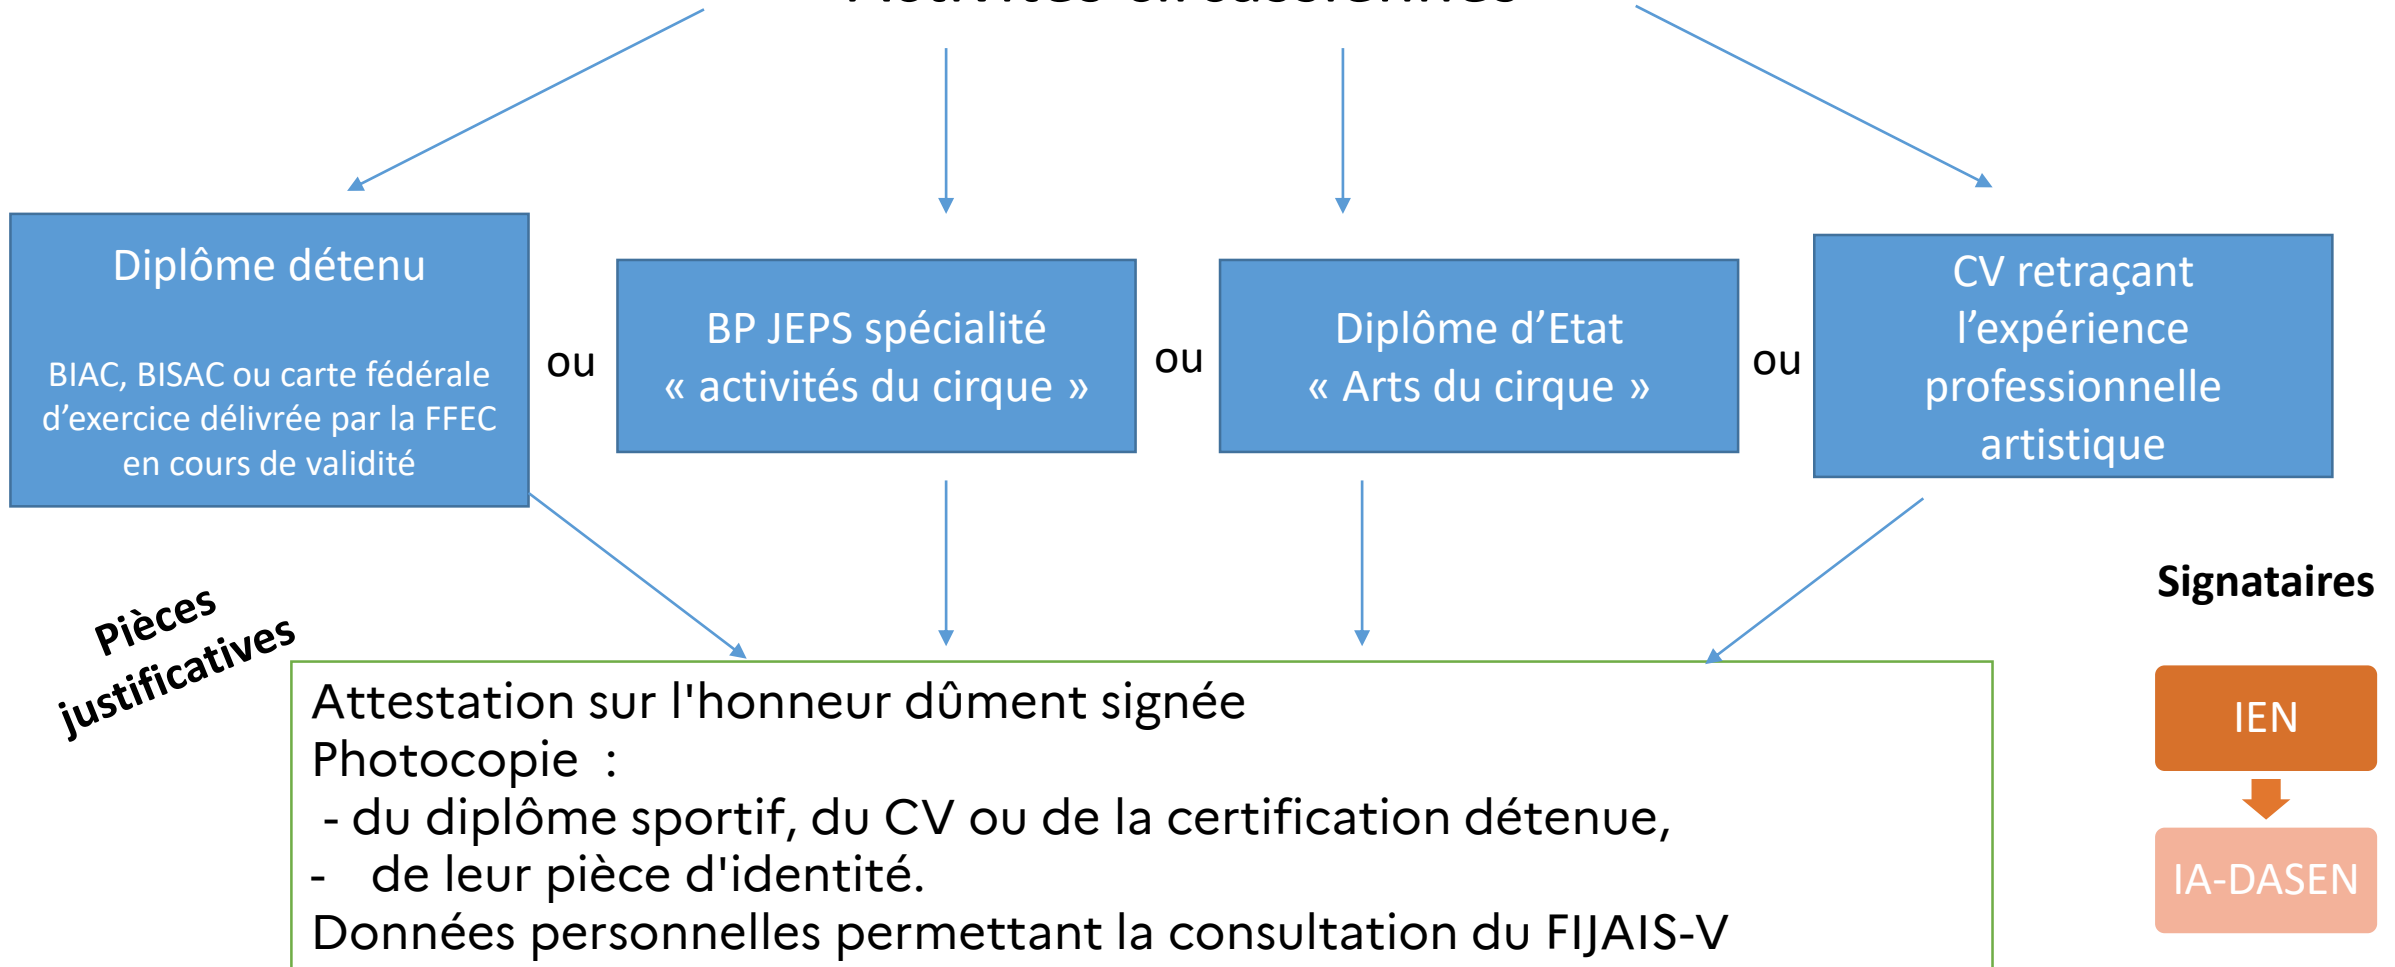 Activités circassiennes
Diplôme détenu
BIAC, BISAC ou carte fédérale
d’exercice délivrée par la FFEC
en cours de validité
ou
BP JEPS spécialité
« activités du cirque »
ou
Diplôme d’Etat
« Arts du cirque »
ou
CV retraçant
l’expérience
professionnelle
artistique
Pièces
justificatives
Signataires
Attestation sur l'honneur dûment signée
Photocopie :
- du diplôme sportif, du CV ou de la certification détenue,
- de leur pièce d'identité.
Données personnelles permettant la consultation du FIJAIS-V
IEN
IA-DASEN